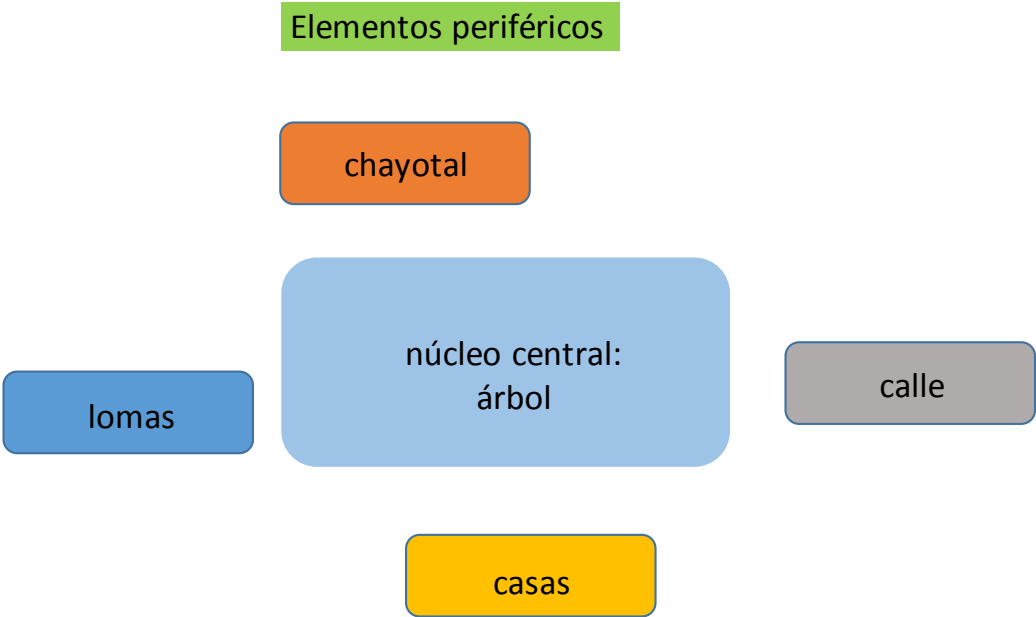 Elementos periféricos
chayotal
núcleo central:
árbol
lomas
calle
casas